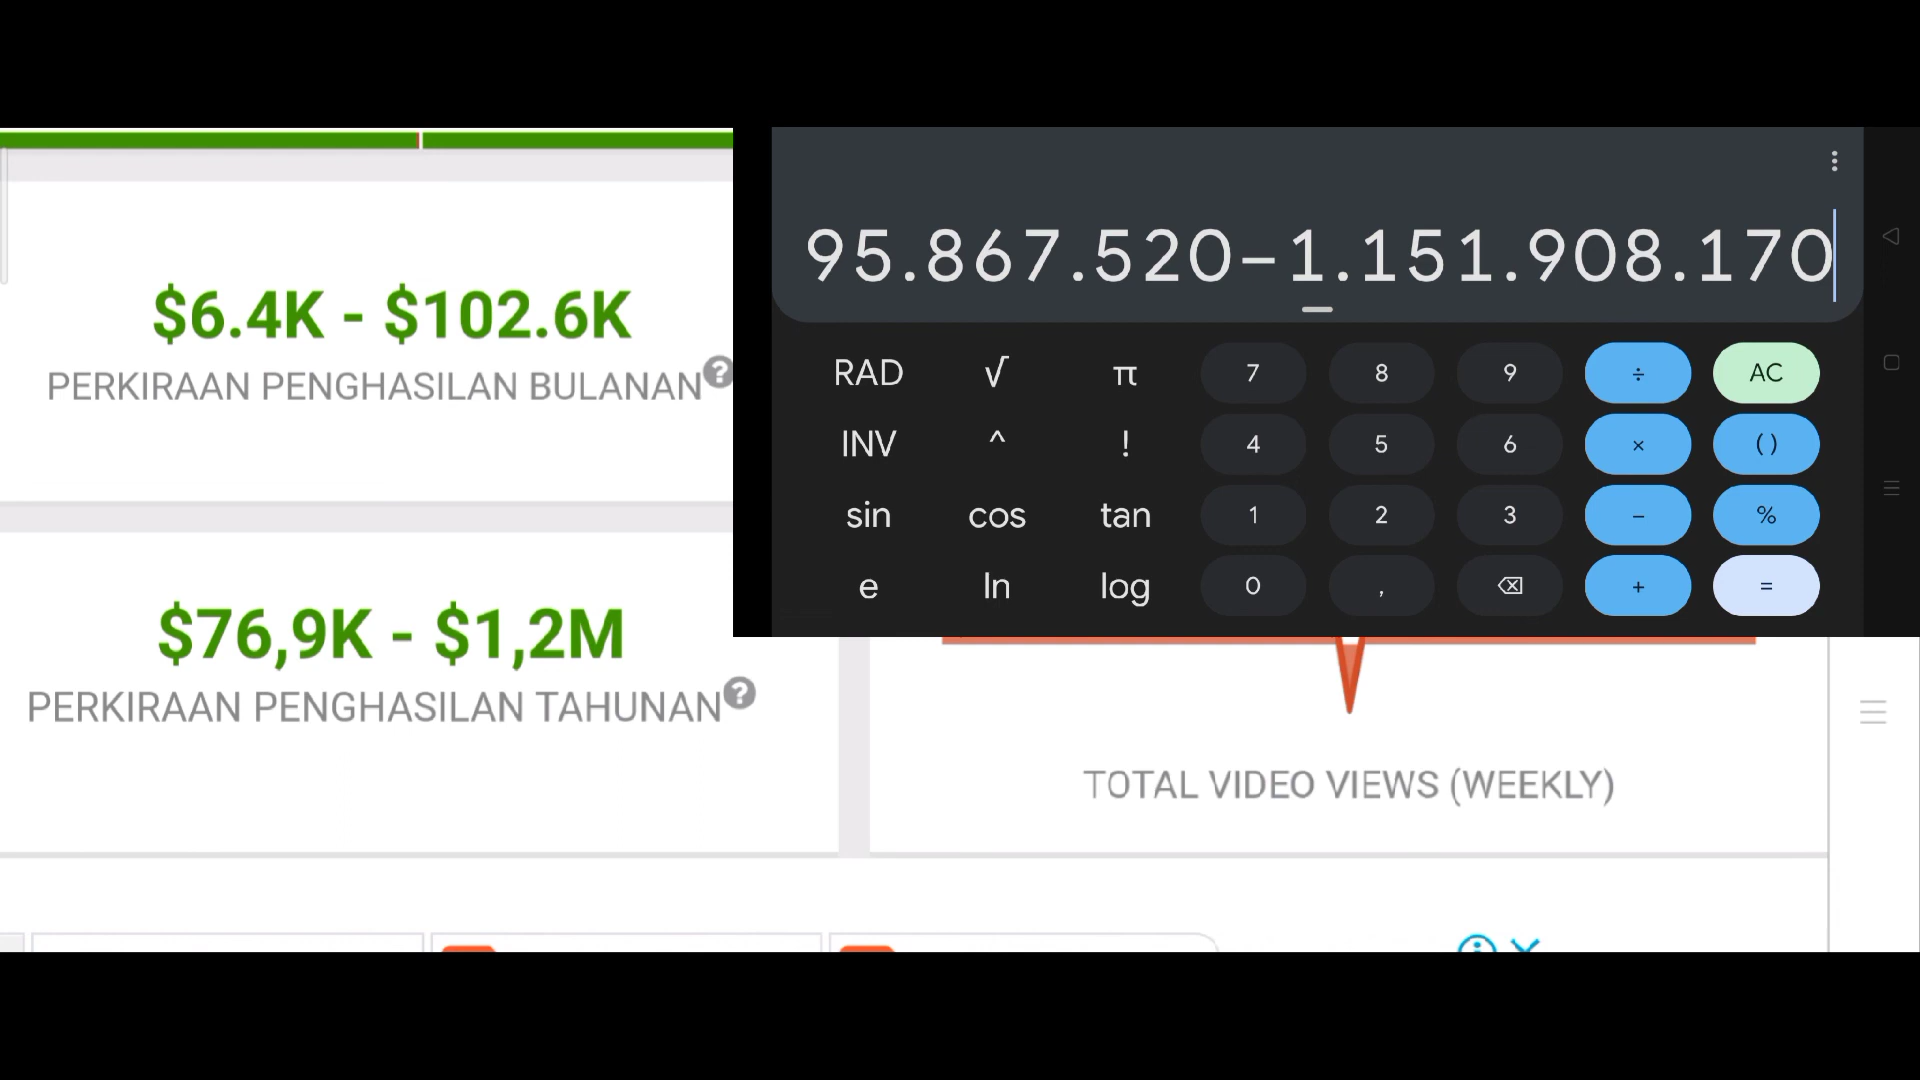 $6.4K - $102.6K
PERKIRAAN PENGHASILAN BULANAN?
$76,9K - $1,2M
PERKIRAAN PENGHASILAN TAHUNAN?
95.867.520−1.151.908.170
RAD √ π 7 8 9 ÷ AC
INV ^ ! 4 5 6 × ()
sin cos tan 1 2 3 − %
e ln log 0 , + =
TOTAL VIDEO VIEWS (WEEKLY)